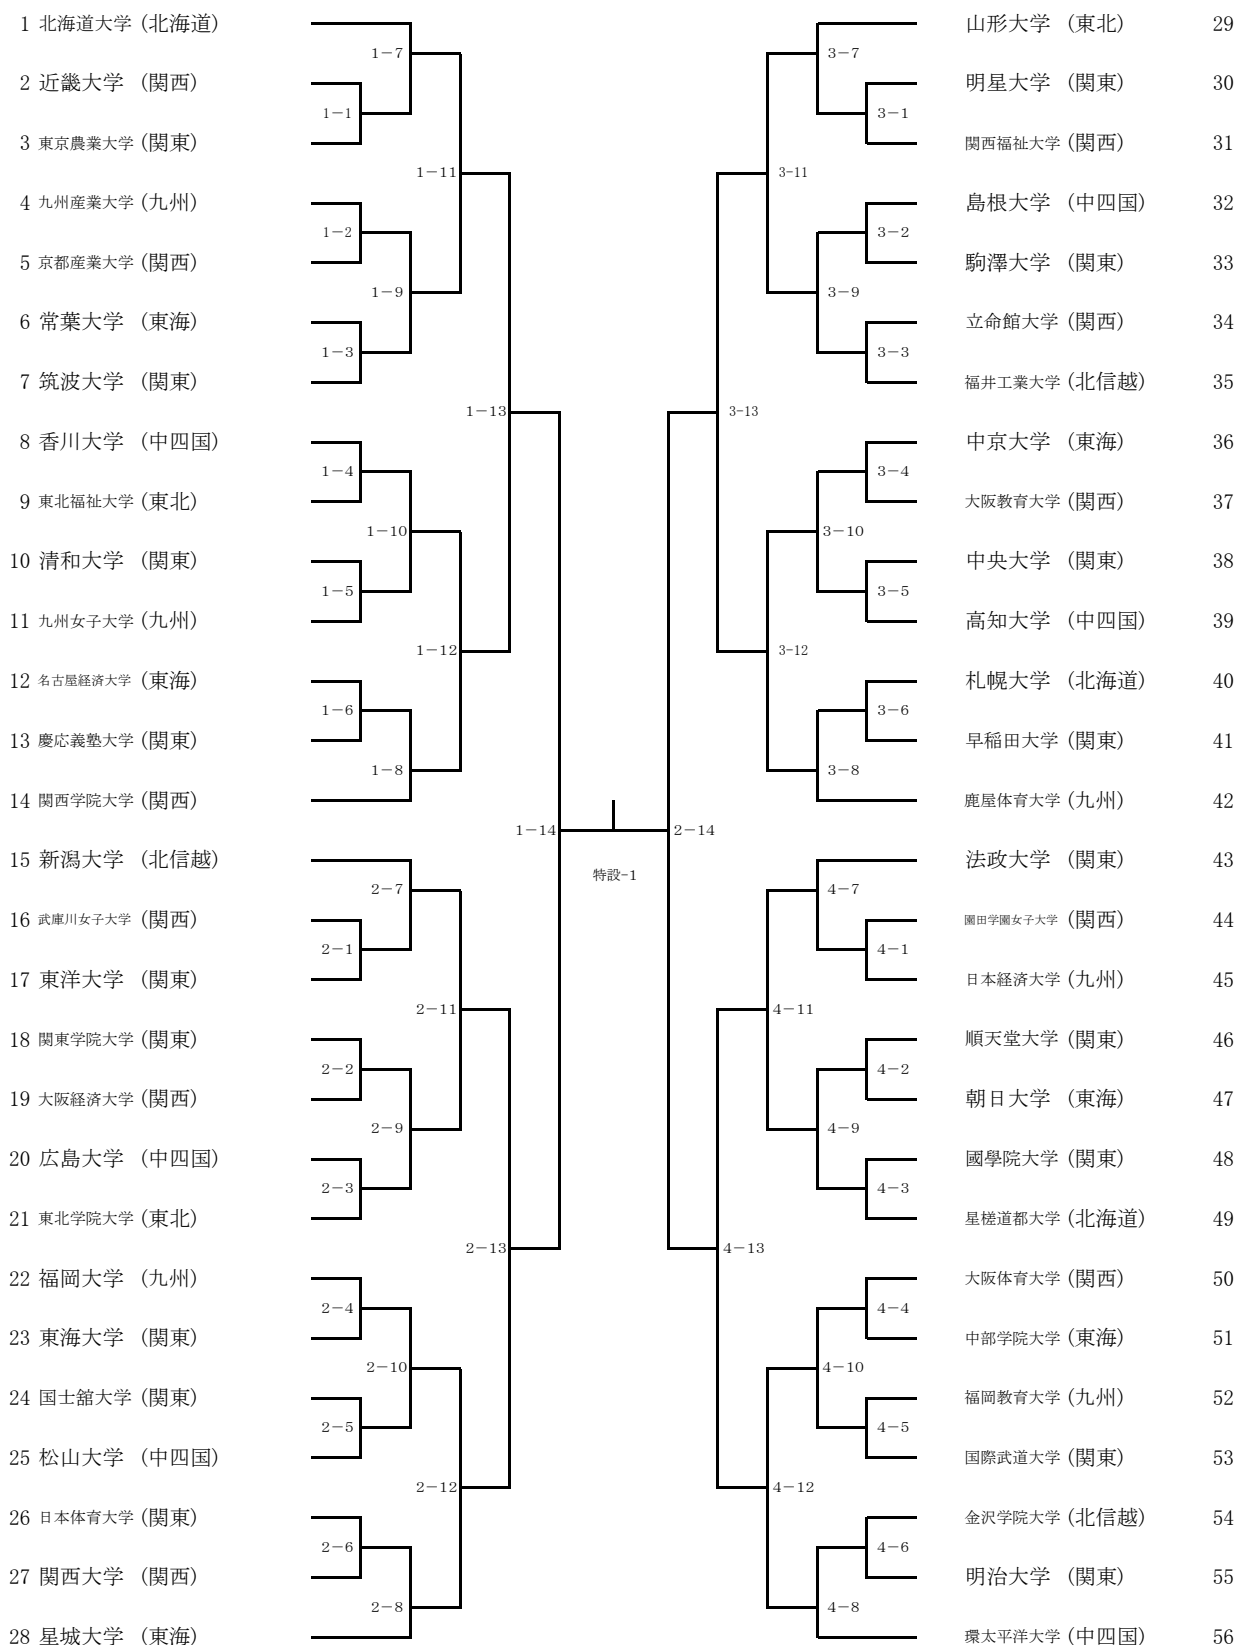 1 北海道大学 (北海道)
1－7
2 近畿大学 (関西)
1－1
3 東京農業大学 (関東)
1－11
4 九州産業大学 (九州)
1－2
5 京都産業大学 (関西)
1－9
6 常葉大学 (東海)
1－3
7 筑波大学 (関東)
1－13
8 香川大学 (中四国)
1－4
9 東北福祉大学 (東北)
1－10
10 清和大学 (関東)
1－5
11 九州女子大学 (九州)
1－12
12 名古屋経済大学 (東海)
1－6
13 慶応義塾大学 (関東)
1－8
14 関西学院大学 (関西)
1－14
15 新潟大学 (北信越)
2－7
16 武庫川女子大学 (関西)
2－1
17 東洋大学 (関東)
2－11
18 関東学院大学 (関東)
2－2
19 大阪経済大学 (関西)
2－9
20 広島大学 (中四国)
2－3
21 東北学院大学 (東北)
2－13
22 福岡大学 (九州)
2－4
23 東海大学 (関東)
2－10
24 国士舘大学 (関東)
2－5
25 松山大学 (中四国)
2－12
26 日本体育大学 (関東)
2－6
27 関西大学 (関西)
2－8
28 星城大学 (東海)
特設-1
山形大学 (東北) 29
3－7
明星大学 (関東) 30
3－1
関西福祉大学 (関西) 31
3-11
島根大学 (中四国) 32
3－2
駒澤大学 (関東) 33
3－9
立命館大学 (関西) 34
3－3
福井工業大学 (北信越) 35
3-13
中京大学 (東海) 36
3－4
大阪教育大学 (関西) 37
3－10
中央大学 (関東) 38
3－5
高知大学 (中四国) 39
3-12
札幌大学 (北海道) 40
3－6
早稲田大学 (関東) 41
3－8
鹿屋体育大学 (九州) 42
2－14
法政大学 (関東) 43
4－7
園田学園女子大学 (関西) 44
4－1
日本経済大学 (九州) 45
4－11
順天堂大学 (関東) 46
4－2
朝日大学 (東海) 47
4－9
國學院大学 (関東) 48
4－3
星槎道都大学 (北海道) 49
4－13
大阪体育大学 (関西) 50
4－4
中部学院大学 (東海) 51
4－10
福岡教育大学 (九州) 52
4－5
国際武道大学 (関東) 53
4－12
金沢学院大学 (北信越) 54
4－6
明治大学 (関東) 55
4－8
環太平洋大学 (中四国) 56